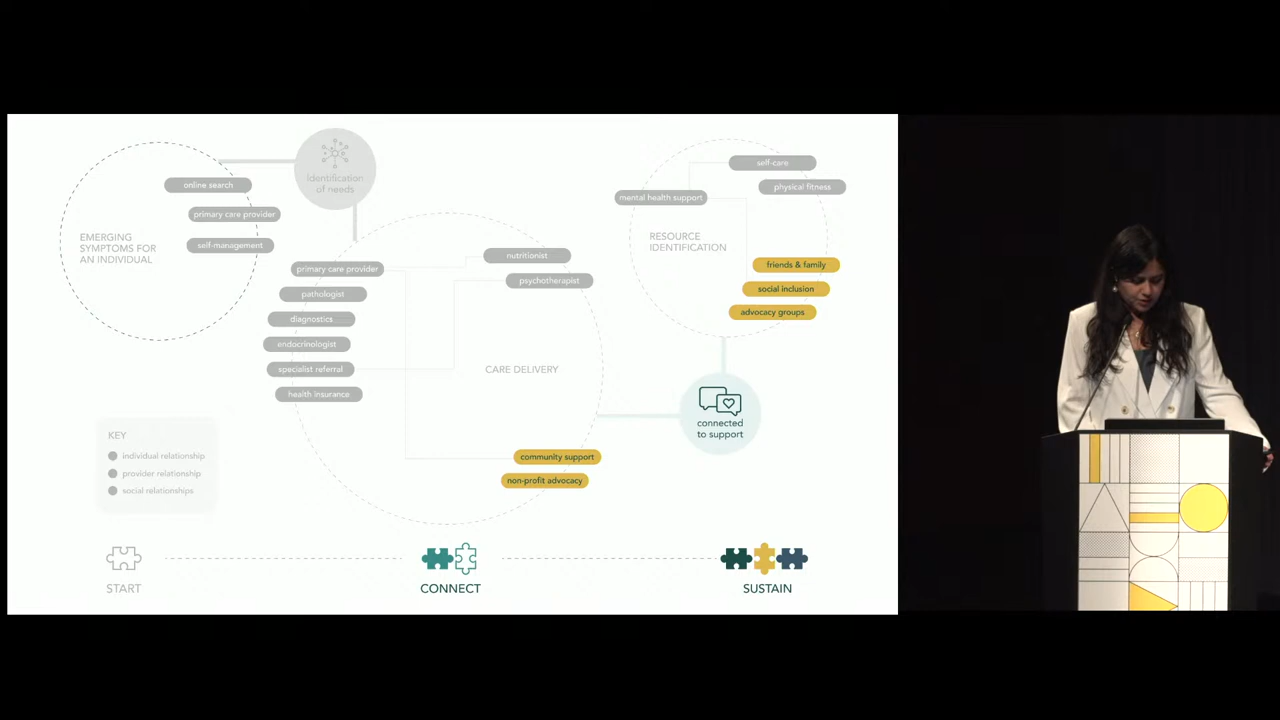 Identification
of needs
online search
primary care provider
self-management
EMERGING
SYMPTOMS FOR
AN INDIVIDUAL
primary care provider
pathologist
diagnostics
endocrinologist
specialist referral
health insurance
nutritionist
psychotherapist
CARE DELIVERY
community support
non-profit advocacy
self-care
physical fitness
mental health support
RESOURCE
IDENTIFICATION
friends & family
social inclusion
advocacy groups
connected
to support
KEY
individual relationship
provider relationship
social relationships
START
CONNECT
SUSTAIN